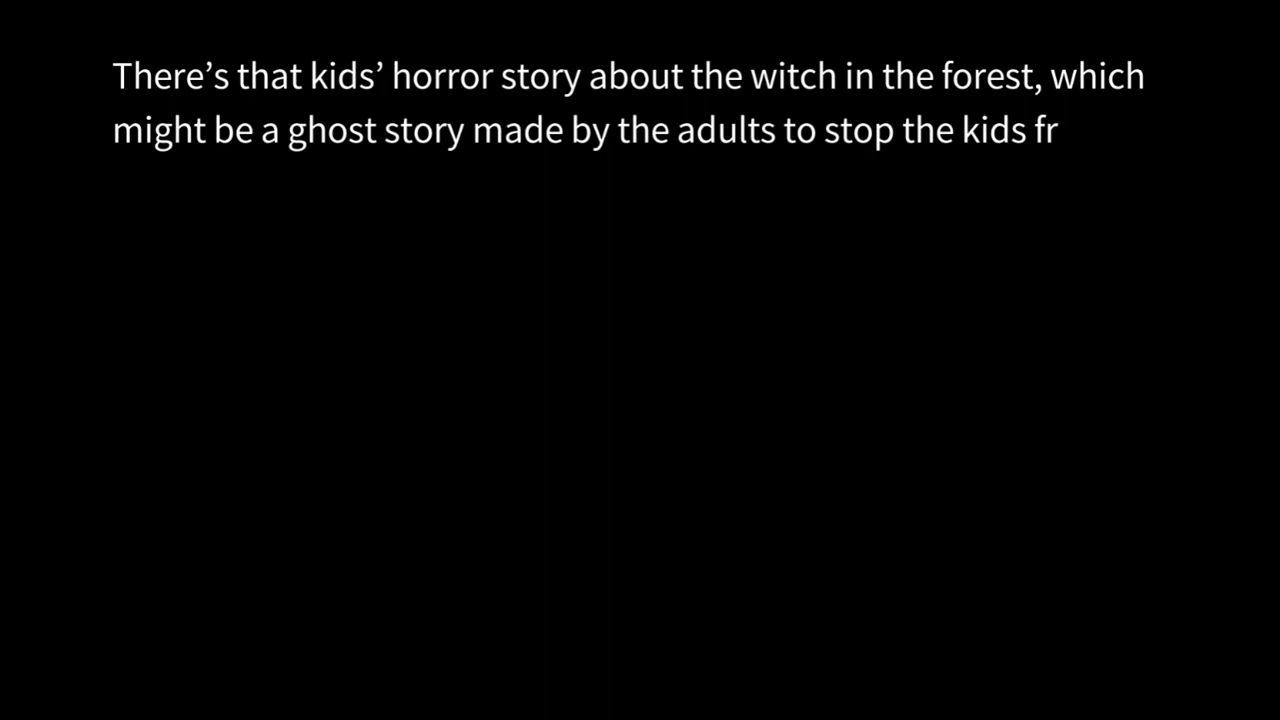 There’s that kids’ horror story about the witch in the forest, which
might be a ghost story made by the adults to stop the kids fr